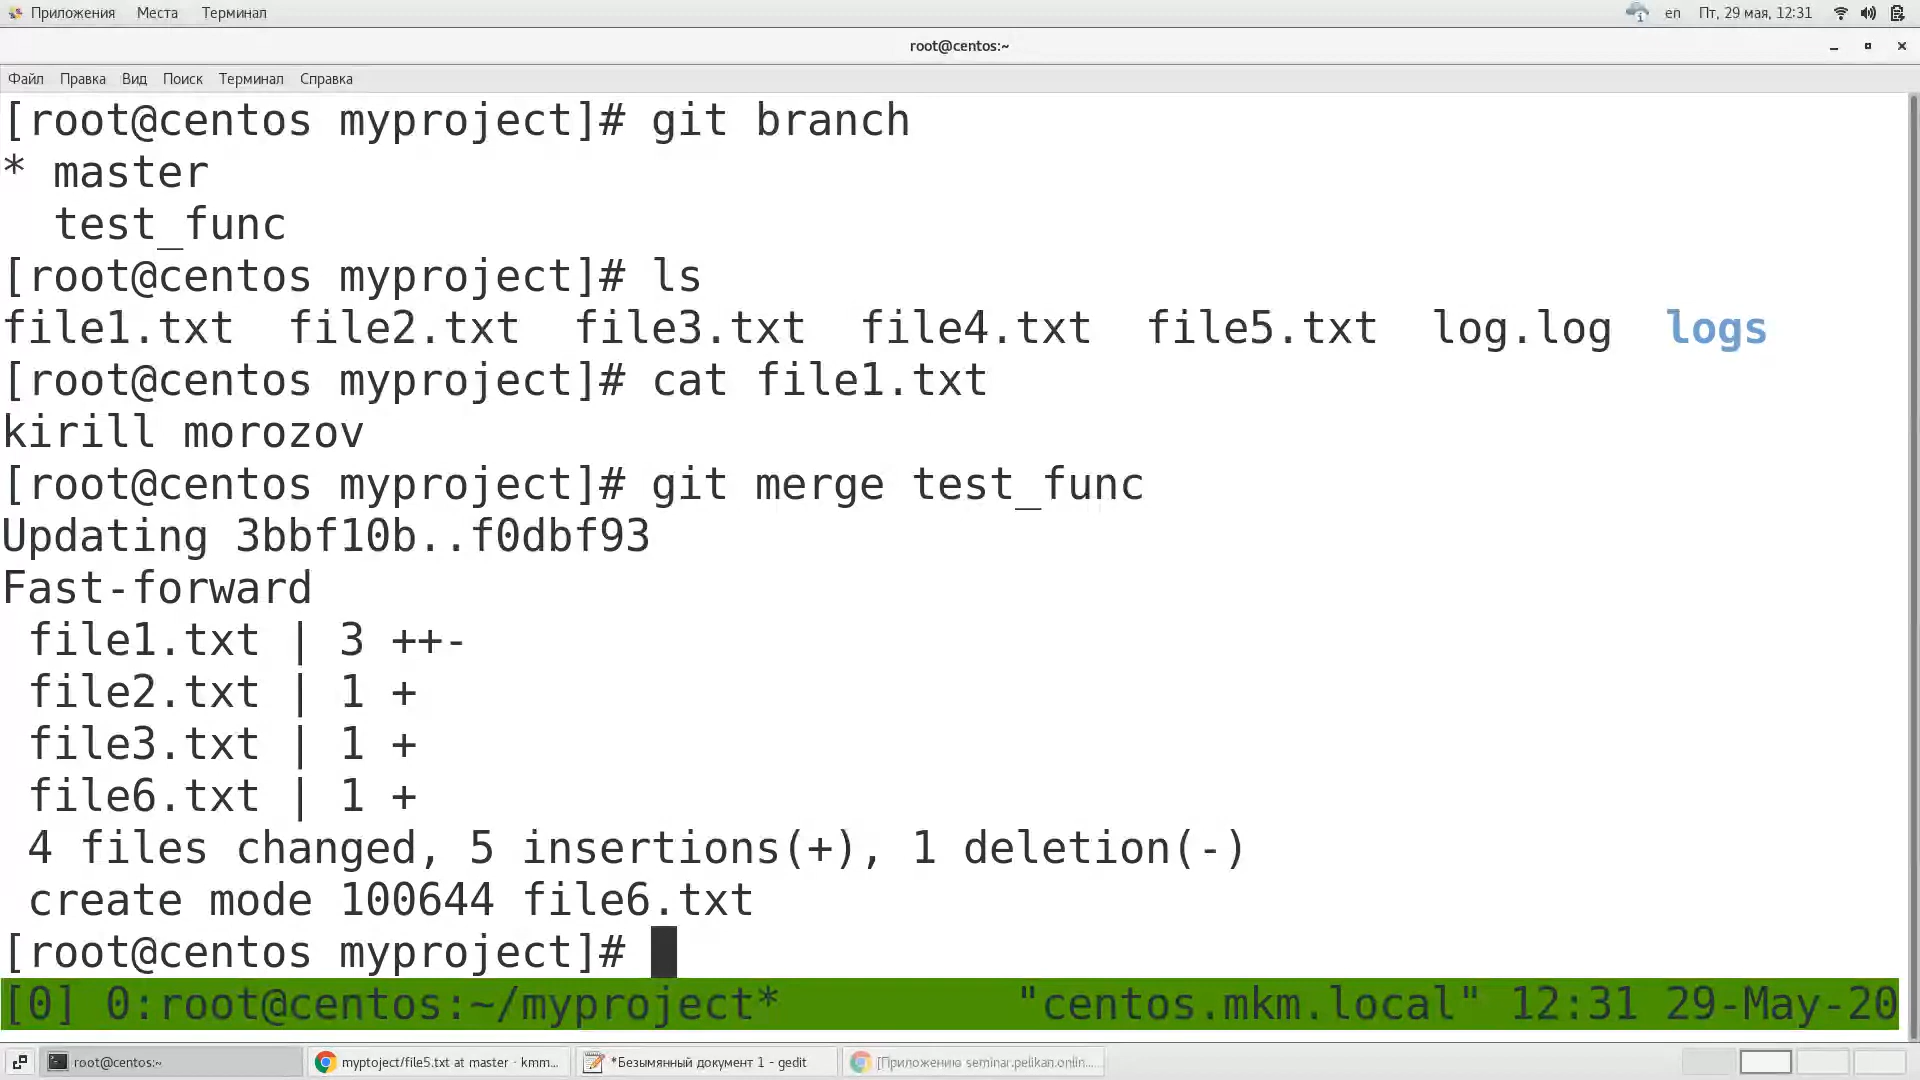 Приложения Места Терминал en Пт, 29 мая, 12:31
root@centos:~
Файл Правка Вид Поиск Терминал Справка
[root@centos myproject]# git branch
* master
  test_func
[root@centos myproject]# ls
file1.txt  file2.txt  file3.txt  file4.txt  file5.txt  log.log  logs
[root@centos myproject]# cat file1.txt
kirill morozov
[root@centos myproject]# git merge test_func
Updating 3bbf10b..f0dbf93
Fast-forward
 file1.txt | 3 ++-
 file2.txt | 1 +
 file3.txt | 1 +
 file6.txt | 1 +
 4 files changed, 5 insertions(+), 1 deletion(-)
 create mode 100644 file6.txt
[root@centos myproject]#
[0] 0:root@centos:~/myproject* "centos.mkm.local" 12:31 29-May-20
root@centos:~ myptoject/file5.txt at master - kmm... *Безымянный документ 1 - gedit [Приложению seminar.pelikan.onlin...